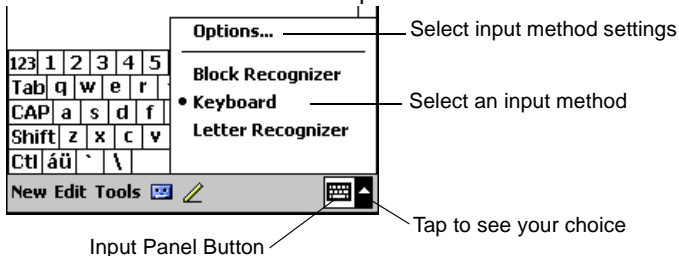 Options...
Select input method settings
123 1 2 3 4 5
Block Recognizer
Tab q w e r
Keyboard
Select an input method
CAP a s d f
Letter Recognizer
Shift z x c v
Ctl áü ` \
New Edit Tools
Tap to see your choice
Input Panel Button